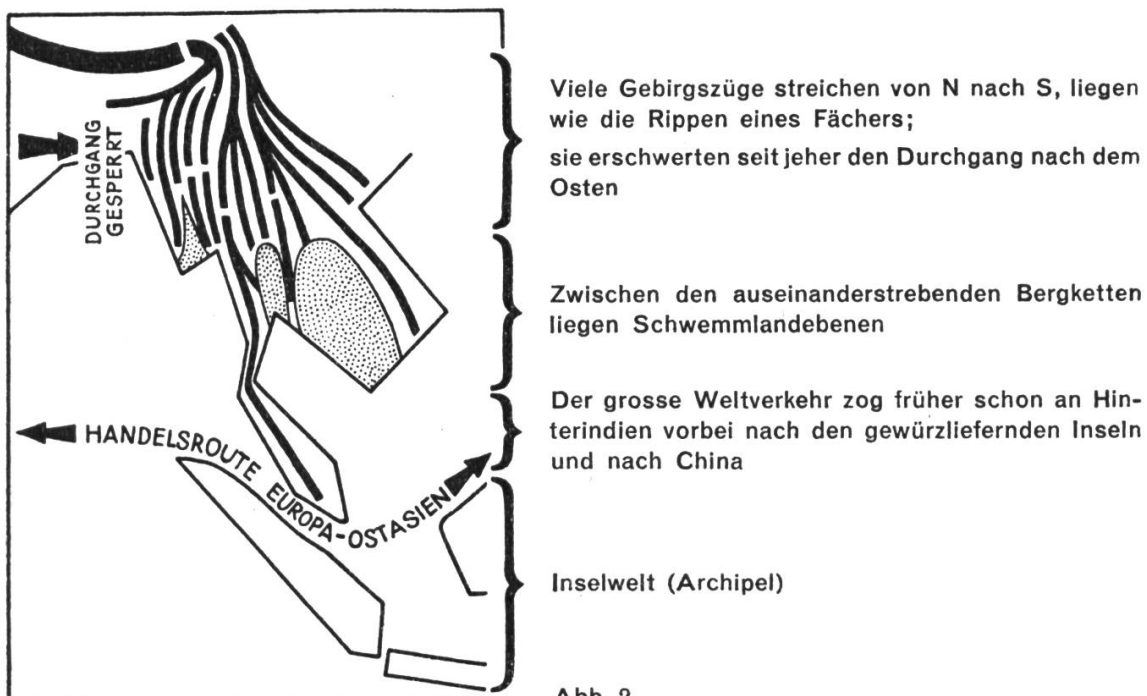 DURCHGANG
GESPERRT
Viele Gebirgszüge streichen von N nach S, liegen
wie die Rippen eines Fächers;
sie erschwerten seit jeher den Durchgang nach dem
Osten
Zwischen den auseinanderstrebenden Bergketten
liegen Schwemmlandebenen
Der grosse Weltverkehr zog früher schon an Hin-
terindien vorbei nach den gewürzliefernden Inseln
und nach China
HANDELSROUTE EUROPA-OSTASIEN
Inselwelt (Archipel)